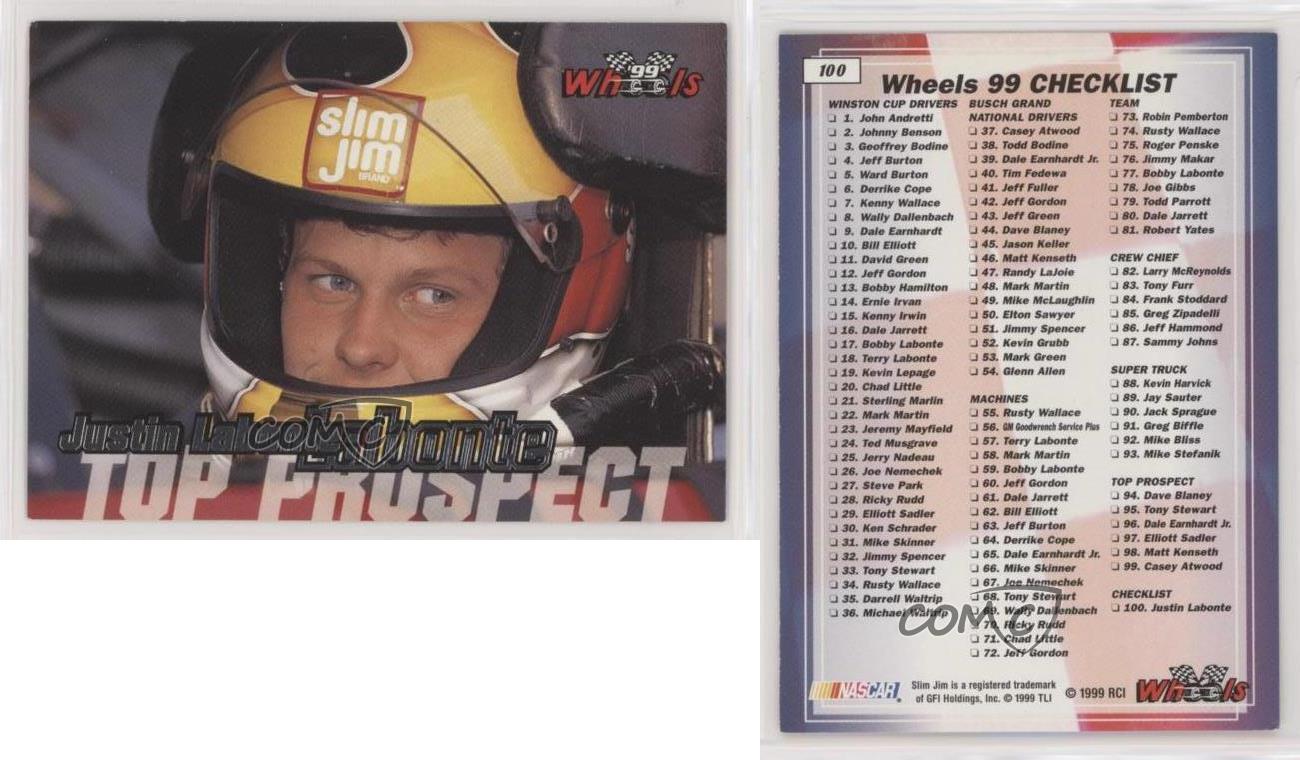 '99
Wheels
slim
jim
BRAND
Justin Labonte
TOP PROSPECT
COMC
100
Wheels 99 CHECKLIST
WINSTON CUP DRIVERS
1. John Andretti
2. Johnny Benson
3. Geoffrey Bodine
4. Jeff Burton
5. Ward Burton
6. Derrike Cope
7. Kenny Wallace
8. Wally Dallenbach
9. Dale Earnhardt
10. Bill Elliott
11. David Green
12. Jeff Gordon
13. Bobby Hamilton
14. Ernie Irvan
15. Kenny Irwin
16. Dale Jarrett
17. Bobby Labonte
18. Terry Labonte
19. Kevin Lepage
20. Chad Little
21. Sterling Marlin
22. Mark Martin
23. Jeremy Mayfield
24. Ted Musgrave
25. Jerry Nadeau
26. Joe Nemechek
27. Steve Park
28. Ricky Rudd
29. Elliott Sadler
30. Ken Schrader
31. Mike Skinner
32. Jimmy Spencer
33. Tony Stewart
34. Rusty Wallace
35. Darrell Waltrip
36. Michael Waltrip
BUSCH GRAND
NATIONAL DRIVERS
37. Casey Atwood
38. Todd Bodine
39. Dale Earnhardt Jr.
40. Tim Fedewa
41. Jeff Fuller
42. Jeff Gordon
43. Jeff Green
44. Dave Blaney
45. Jason Keller
46. Matt Kenseth
47. Randy LaJoie
48. Mark Martin
49. Mike McLaughlin
50. Elton Sawyer
51. Jimmy Spencer
52. Kevin Grubb
53. Mark Green
54. Glenn Allen
MACHINES
55. Rusty Wallace
56. GM Goodwrench Service Plus
57. Terry Labonte
58. Mark Martin
59. Bobby Labonte
60. Jeff Gordon
61. Dale Jarrett
62. Bill Elliott
63. Jeff Burton
64. Derrike Cope
65. Dale Earnhardt Jr.
66. Mike Skinner
67. Joe Nemechek
68. Tony Stewart
69. Wally Dallenbach
70. Ricky Rudd
71. Chad Little
72. Jeff Gordon
TEAM
73. Robin Pemberton
74. Rusty Wallace
75. Roger Penske
76. Jimmy Makar
77. Bobby Labonte
78. Joe Gibbs
79. Todd Parrott
80. Dale Jarrett
81. Robert Yates
CREW CHIEF
82. Larry McReynolds
83. Tony Furr
84. Frank Stoddard
85. Greg Zipadelli
86. Jeff Hammond
87. Sammy Johns
SUPER TRUCK
88. Kevin Harvick
89. Jay Sauter
90. Jack Sprague
91. Greg Biffle
92. Mike Bliss
93. Mike Stefanik
TOP PROSPECT
94. Dave Blaney
95. Tony Stewart
96. Dale Earnhardt Jr.
97. Elliott Sadler
98. Matt Kenseth
99. Casey Atwood
CHECKLIST
100. Justin Labonte
COMC
NASCAR®
Slim Jim is a registered trademark
of GFI Holdings, Inc. © 1999 TLI
© 1999 RCI
Wheels